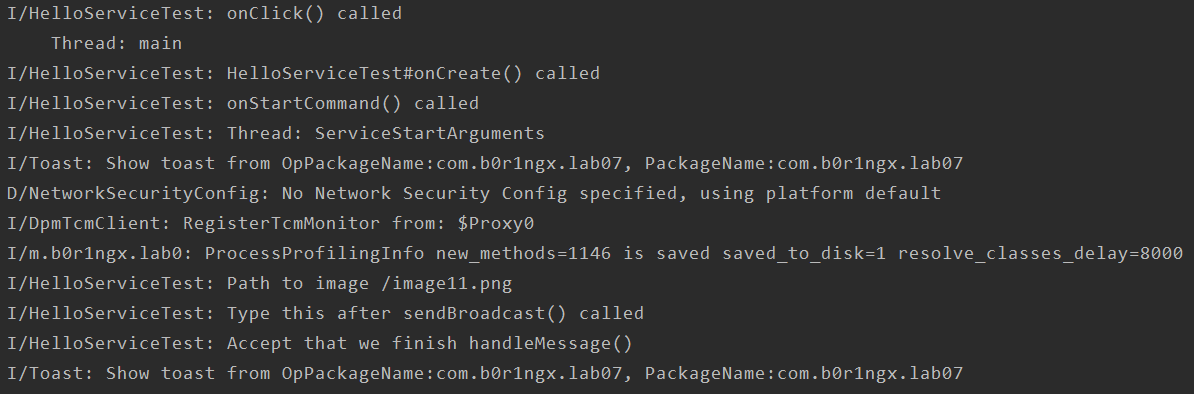 I/HelloServiceTest: onClick() called
    Thread: main
I/HelloServiceTest: HelloServiceTest#onCreate() called
I/HelloServiceTest: onStartCommand() called
I/HelloServiceTest: Thread: ServiceStartArguments
I/Toast: Show toast from OpPackageName:com.b0r1ngx.lab07, PackageName:com.b0r1ngx.lab07
D/NetworkSecurityConfig: No Network Security Config specified, using platform default
I/DpmTcmClient: RegisterTcmMonitor from: $Proxy0
I/m.b0r1ngx.lab0: ProcessProfilingInfo new_methods=1146 is saved saved_to_disk=1 resolve_classes_delay=8000
I/HelloServiceTest: Path to image /image11.png
I/HelloServiceTest: Type this after sendBroadcast() called
I/HelloServiceTest: Accept that we finish handleMessage()
I/Toast: Show toast from OpPackageName:com.b0r1ngx.lab07, PackageName:com.b0r1ngx.lab07